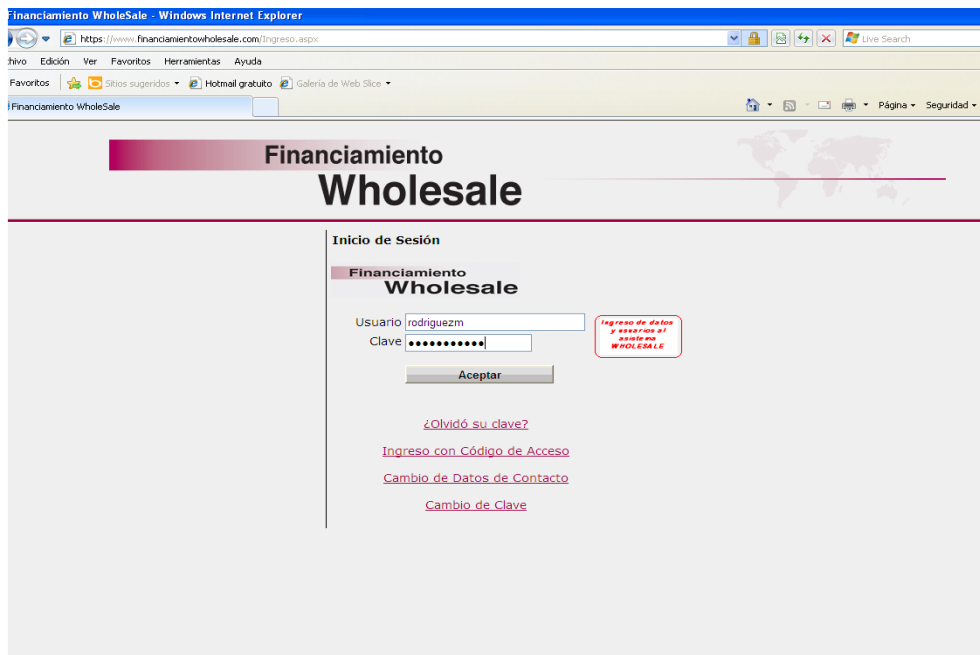 Financiamiento WholeSale - Windows Internet Explorer
https://www.financiamientowholesale.com/Ingreso.aspx
Live Search
hivo Edición Ver Favoritos Herramientas Ayuda
Favoritos Sitios sugeridos Hotmail gratuito Galería de Web Slice
Financiamiento WholeSale
Página Seguridad
Financiamiento
Wholesale
Inicio de Sesión
Financiamiento
Wholesale
Usuario rodriguezm
Clave
Ingreso de datos
y usuarios al
asistema
WHOLESALE
Aceptar
¿Olvidó su clave?
Ingreso con Código de Acceso
Cambio de Datos de Contacto
Cambio de Clave